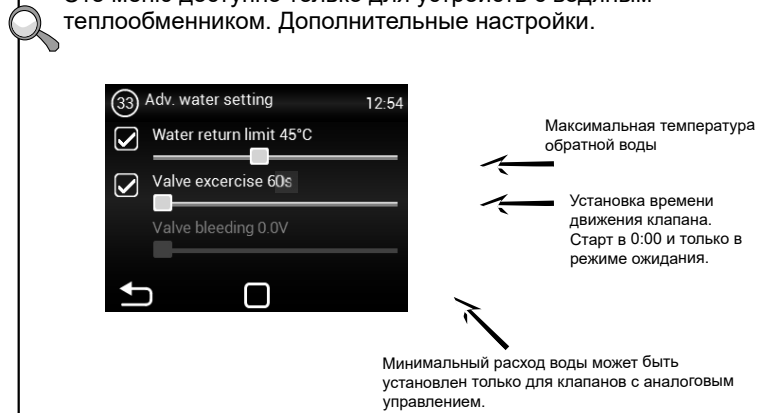 Это меню доступно только для устройств с водяным
теплообменником. Дополнительные настройки.
33 Adv. water setting 12:54
Water return limit 45°C
Valve excercise 60s
Valve bleeding 0.0V
Максимальная температура
обратной воды
Установка времени
движения клапана.
Старт в 0:00 и только в
режиме ожидания.
Минимальный расход воды может быть
установлен только для клапанов с аналоговым
управлением.